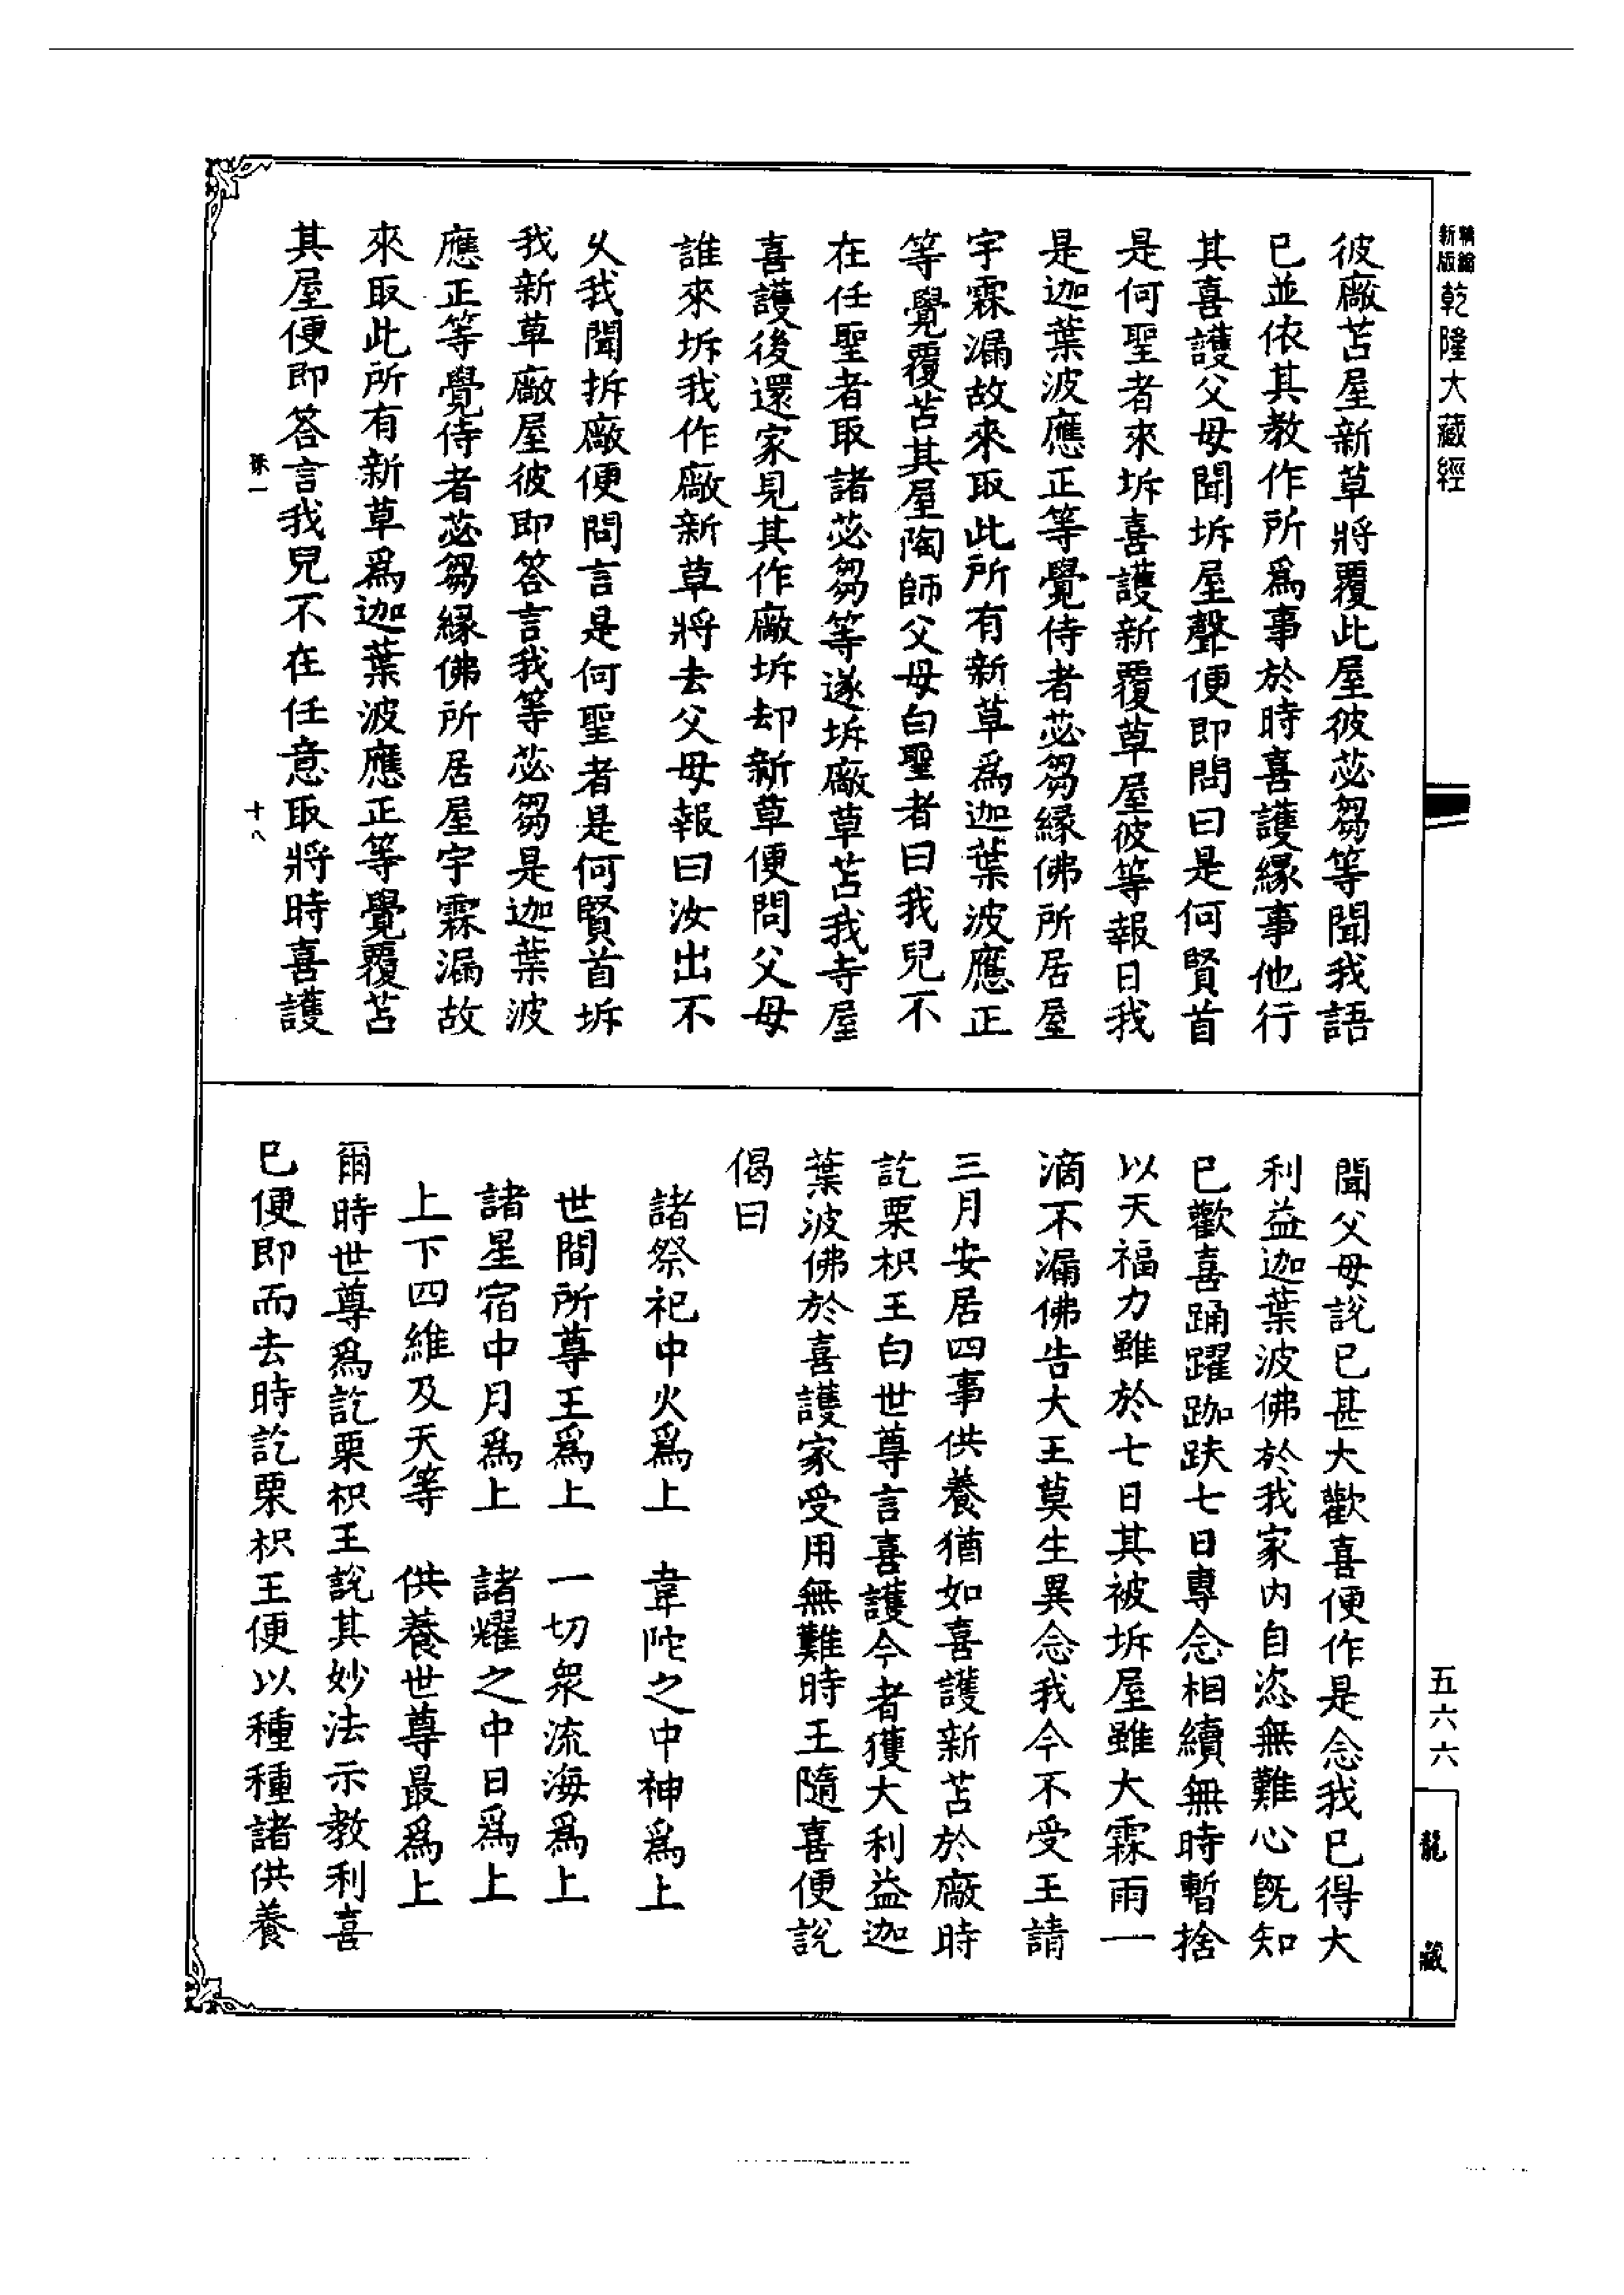 精繪新版乾隆大藏經
彼廠苫屋新草將覆此屋彼苾芻等聞我語
已並依其教作所爲事於時喜護緣事他行
其喜護父母聞坼屋聲便即問曰是何賢首
是何聖者來坼喜護新覆草屋彼等報曰我
是迦葉波應正等覺侍者苾芻緣佛所居屋
宇霖漏故來取此所有新草爲迦葉波應正
等覺覆苫其屋陶師父母白聖者曰我兒不
在任聖者取諸苾芻等遂坼廠草苫我寺屋
喜護後還家見其作廠坼却新草便問父母
誰來坼我作廠新草將去父母報曰汝出不
乆我聞拆廠便問言是何聖者是何賢首坼
我新草廠屋彼即答言我等苾芻是迦葉波
應正等覺侍者苾芻緣佛所居屋宇霖漏故
來取此所有新草爲迦葉波應正等覺覆苫
其屋便即答言我兒不在任意取將時喜護
十八
聞父母說已甚大歡喜便作是念我已得大
利益迦葉波佛於我家內自恣無難心旣知
已歡喜踊躍跏趺七日專念相續無時暫捨
以天福力雖於七日其被坼屋雖大霖雨一
滴不漏佛告大王莫生異念我今不受王請
三月安居四事供養猶如喜護新苫於廠時
訖栗枳王白世尊言喜護今者獲大利益迦
葉波佛於喜護家受用無難時王隨喜便說
偈曰
諸祭祀中火爲上　韋陀之中神爲上
世間所尊王爲上　一切衆流海爲上
諸星宿中月爲上　諸耀之中日爲上
上下四維及天等　供養世尊最爲上
爾時世尊爲訖栗枳王說其妙法示教利喜
已便即而去時訖栗枳王便以種種諸供養
五六六
龍藏